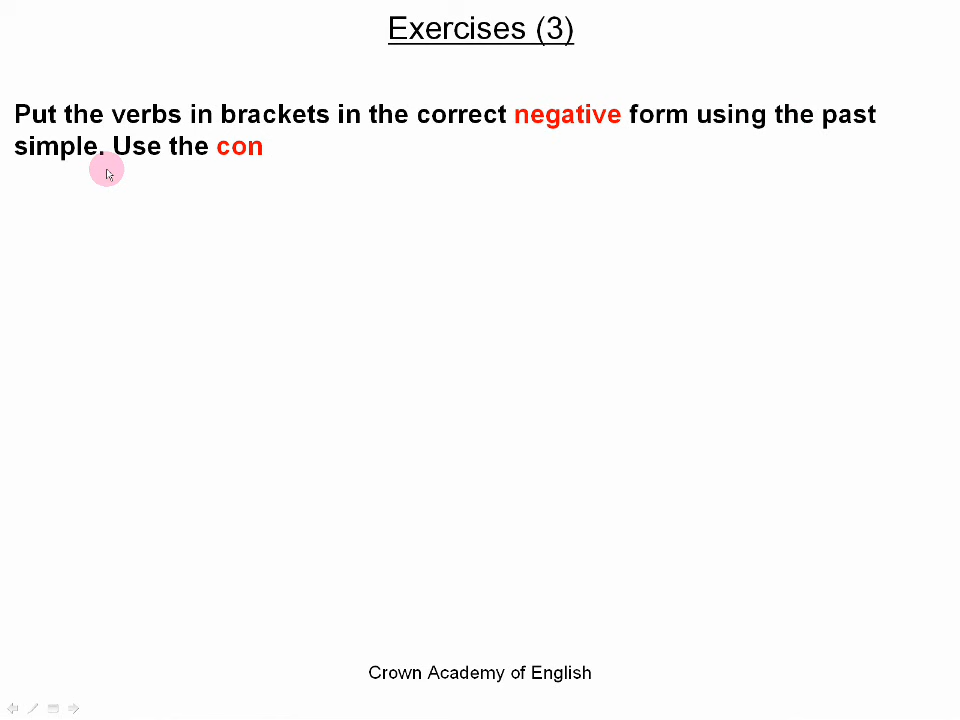 Exercises (3)
Put the verbs in brackets in the correct negative form using the past
simple. Use the con
Crown Academy of English